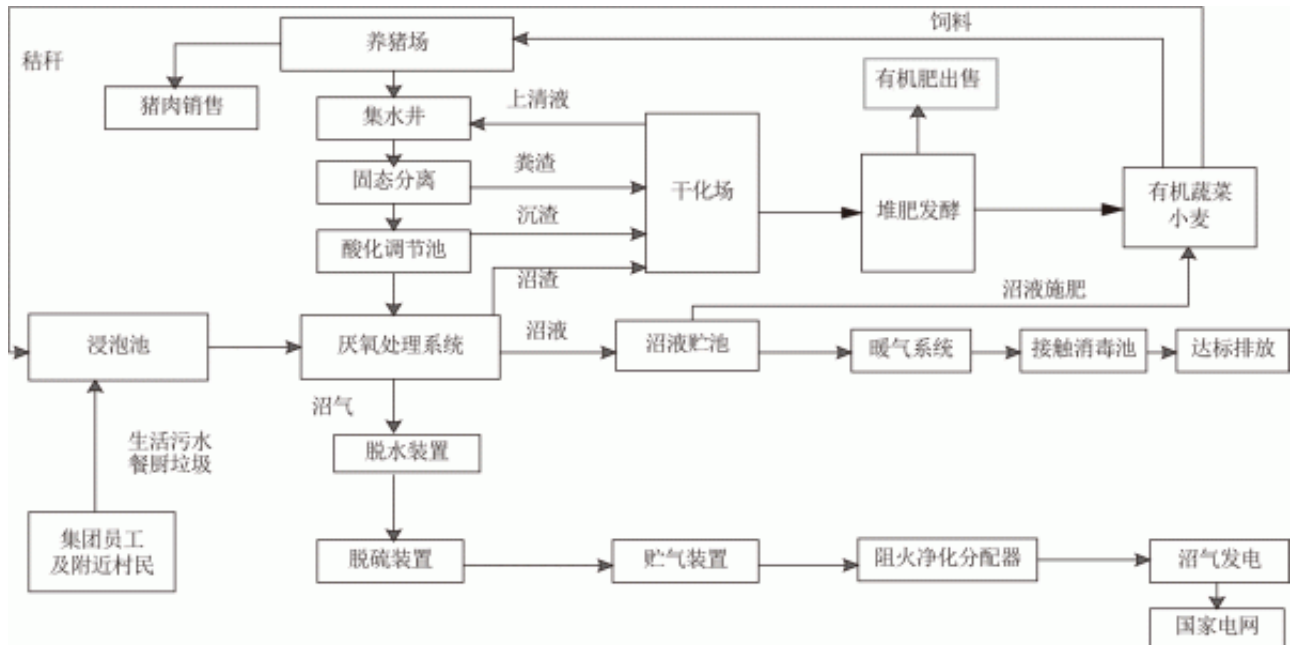 养猪场
饲料
秸秆
猪肉销售
集水井
上清液
有机肥出售
固态分离
粪渣
干化场
堆肥发酵
有机蔬菜
小麦
酸化调节池
沉渣
沼渣
沼液施肥
浸泡池
厌氧处理系统
沼液
沼液贮池
暖气系统
接触消毒池
达标排放
沼气
生活污水
餐厨垃圾
脱水装置
集团员工
及附近村民
脱硫装置
贮气装置
阻火净化分配器
沼气发电
国家电网